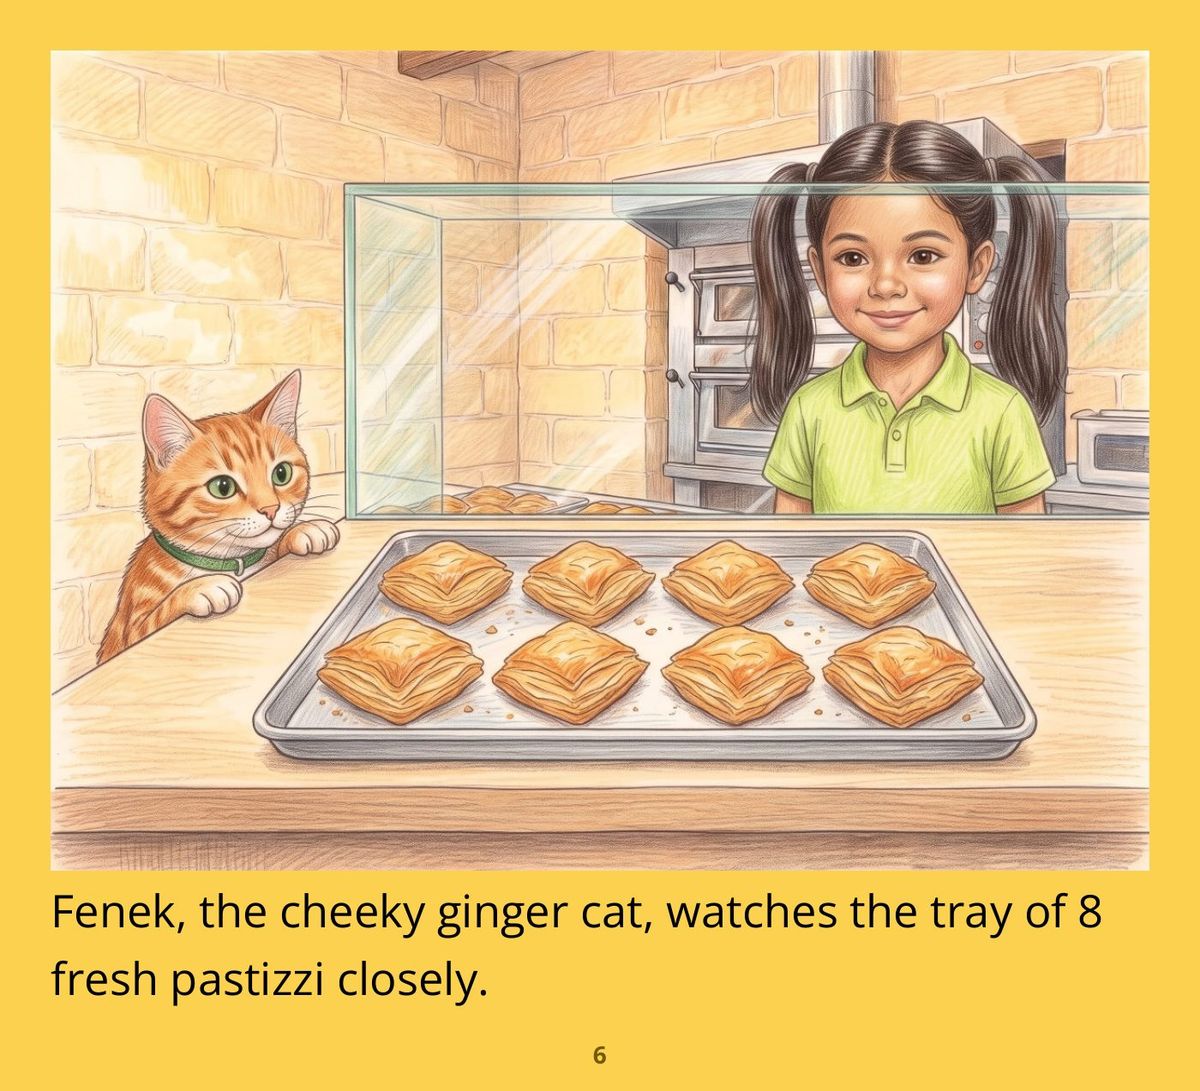 Fenek, the cheeky ginger cat, watches the tray of 8
fresh pastizzi closely.
6